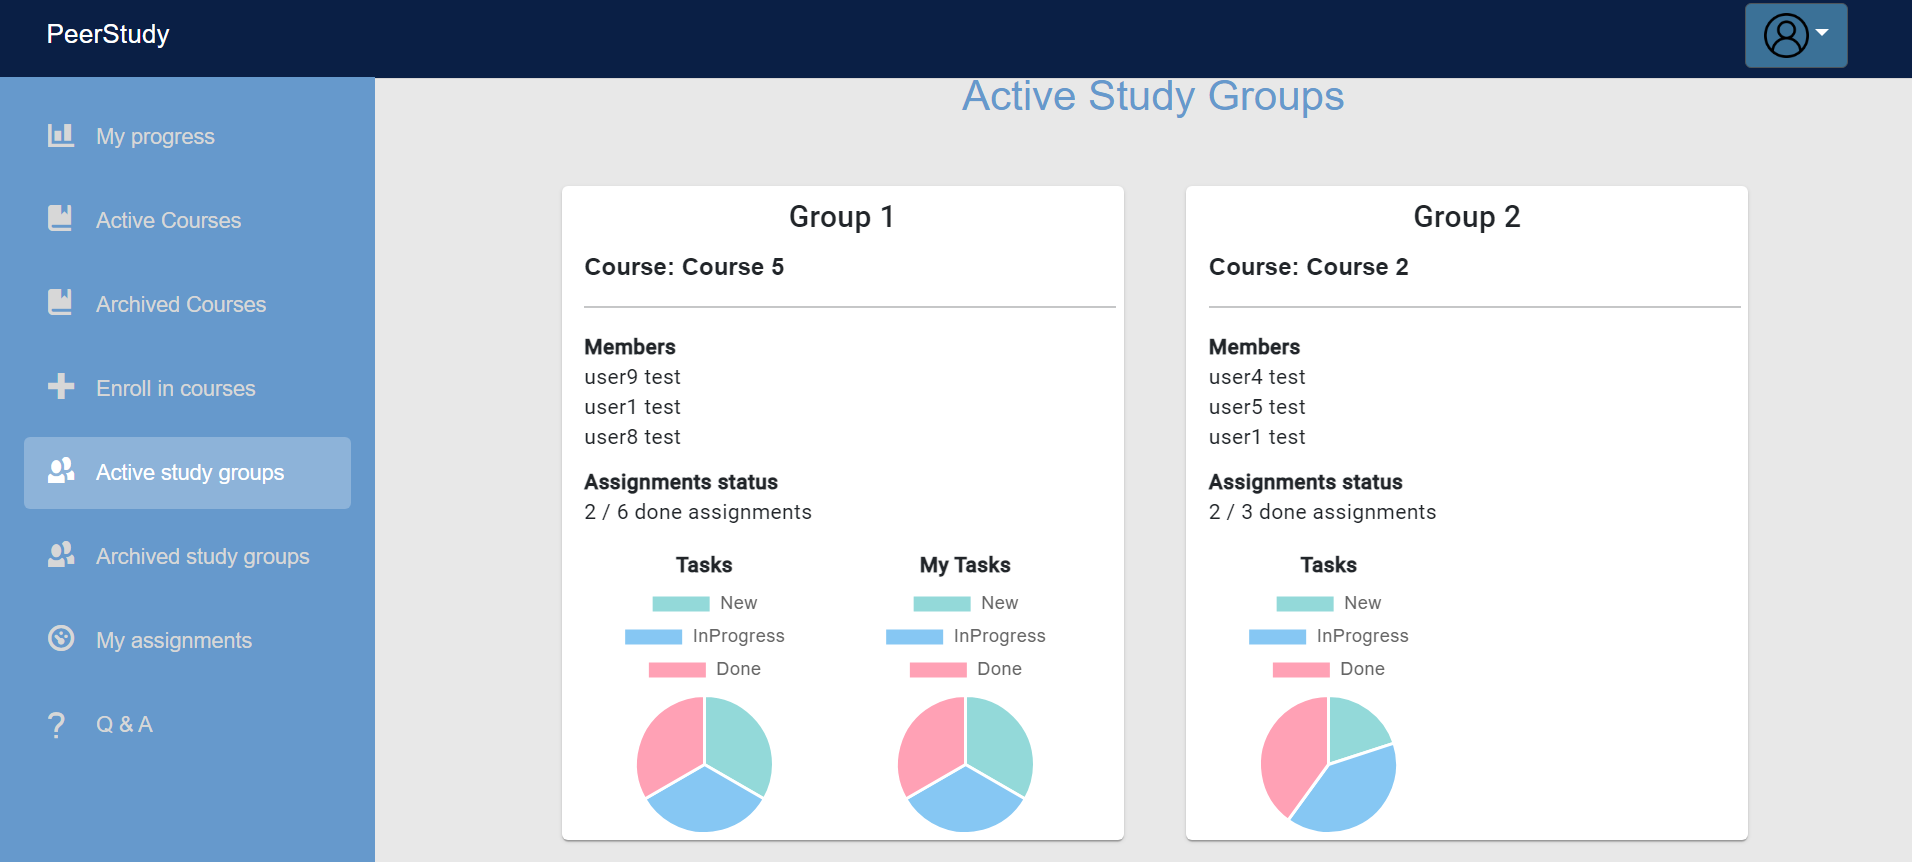 PeerStudy
My progress
Active Courses
Archived Courses
Enroll in courses
Active study groups
Archived study groups
My assignments
Q & A
Active Study Groups
Group 1
Course: Course 5
Members
user9 test
user1 test
user8 test
Assignments status
2 / 6 done assignments
Tasks
New
InProgress
Done
My Tasks
New
InProgress
Done
Group 2
Course: Course 2
Members
user4 test
user5 test
user1 test
Assignments status
2 / 3 done assignments
Tasks
New
InProgress
Done